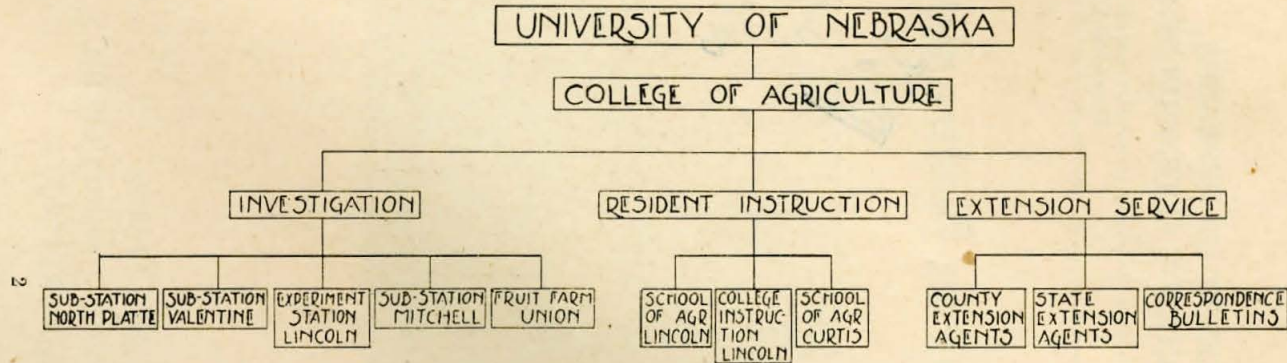 UNIVERSITY OF NEBRASKA
COLLEGE OF AGRICULTURE
INVESTIGATION
RESIDENT INSTRUCTION
EXTENSION SERVICE
SUB-STATION
NORTH PLATTE
SUB-STATION
VALENTINE
EXPERIMENT
STATION
LINCOLN
SUB-STATION
MITCHELL
FRUIT FARM
UNION
SCHOOL
OF AGR
LINCOLN
COLLEGE
INSTRUC-
TION
LINCOLN
SCHOOL
OF AGR
CURTIS
COUNTY
EXTENSION
AGENTS
STATE
EXTENSION
AGENTS
CORRESPONDENCE
BULLETINS
2